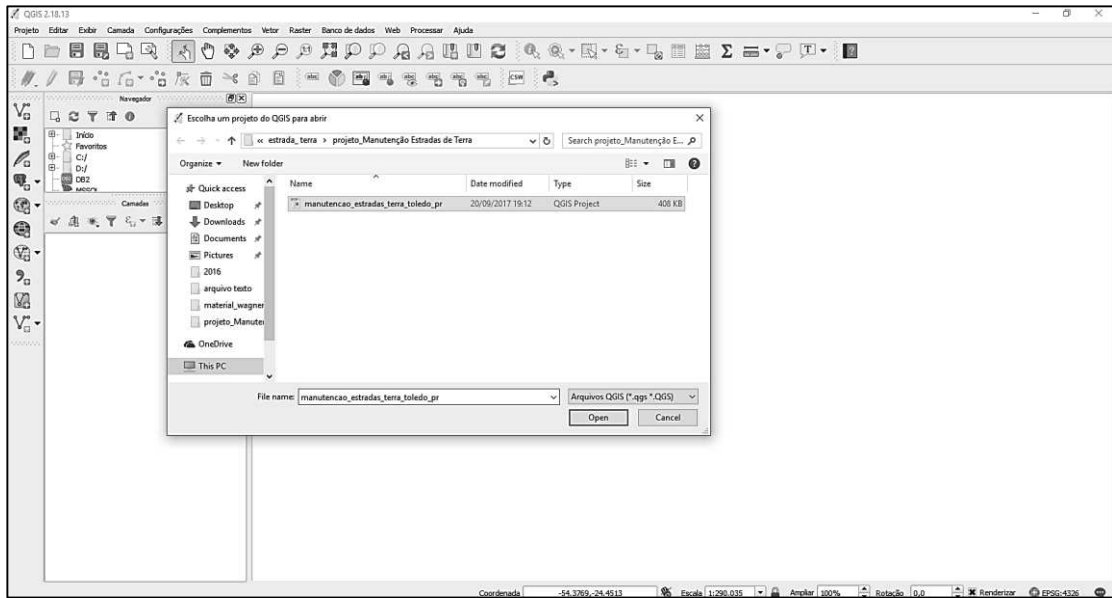 QGIS 2.18.13
Projeto Editar Exibir Camada Configurações Complementos Vetor Raster Banco de dados Web Processar Ajuda
Navegador
Início
Favoritos
C:/
D:/
DB2
MSSQL
Camadas
Escolha um projeto do QGIS para abrir
« estrada_terra › projeto_Manutenção Estradas de Terra
Search projeto_Manutenção E...
Organize New folder
Name Date modified Type Size
Quick access
Desktop
Downloads
Documents
Pictures
2016
arquivo texto
material_wagner
projeto_Manuten
OneDrive
This PC
manutencao_estradas_terra_toledo_pr 20/09/2017 19:12 QGIS Project 408 KB
File name: manutencao_estradas_terra_toledo_pr Arquivos QGIS (*.qgs *.QGS)
Open Cancel
Coordenada -54.3769,-24.4513 Escala 1:290.035 Ampliar 100% Rotação 0,0 Renderizar EPSG:4326